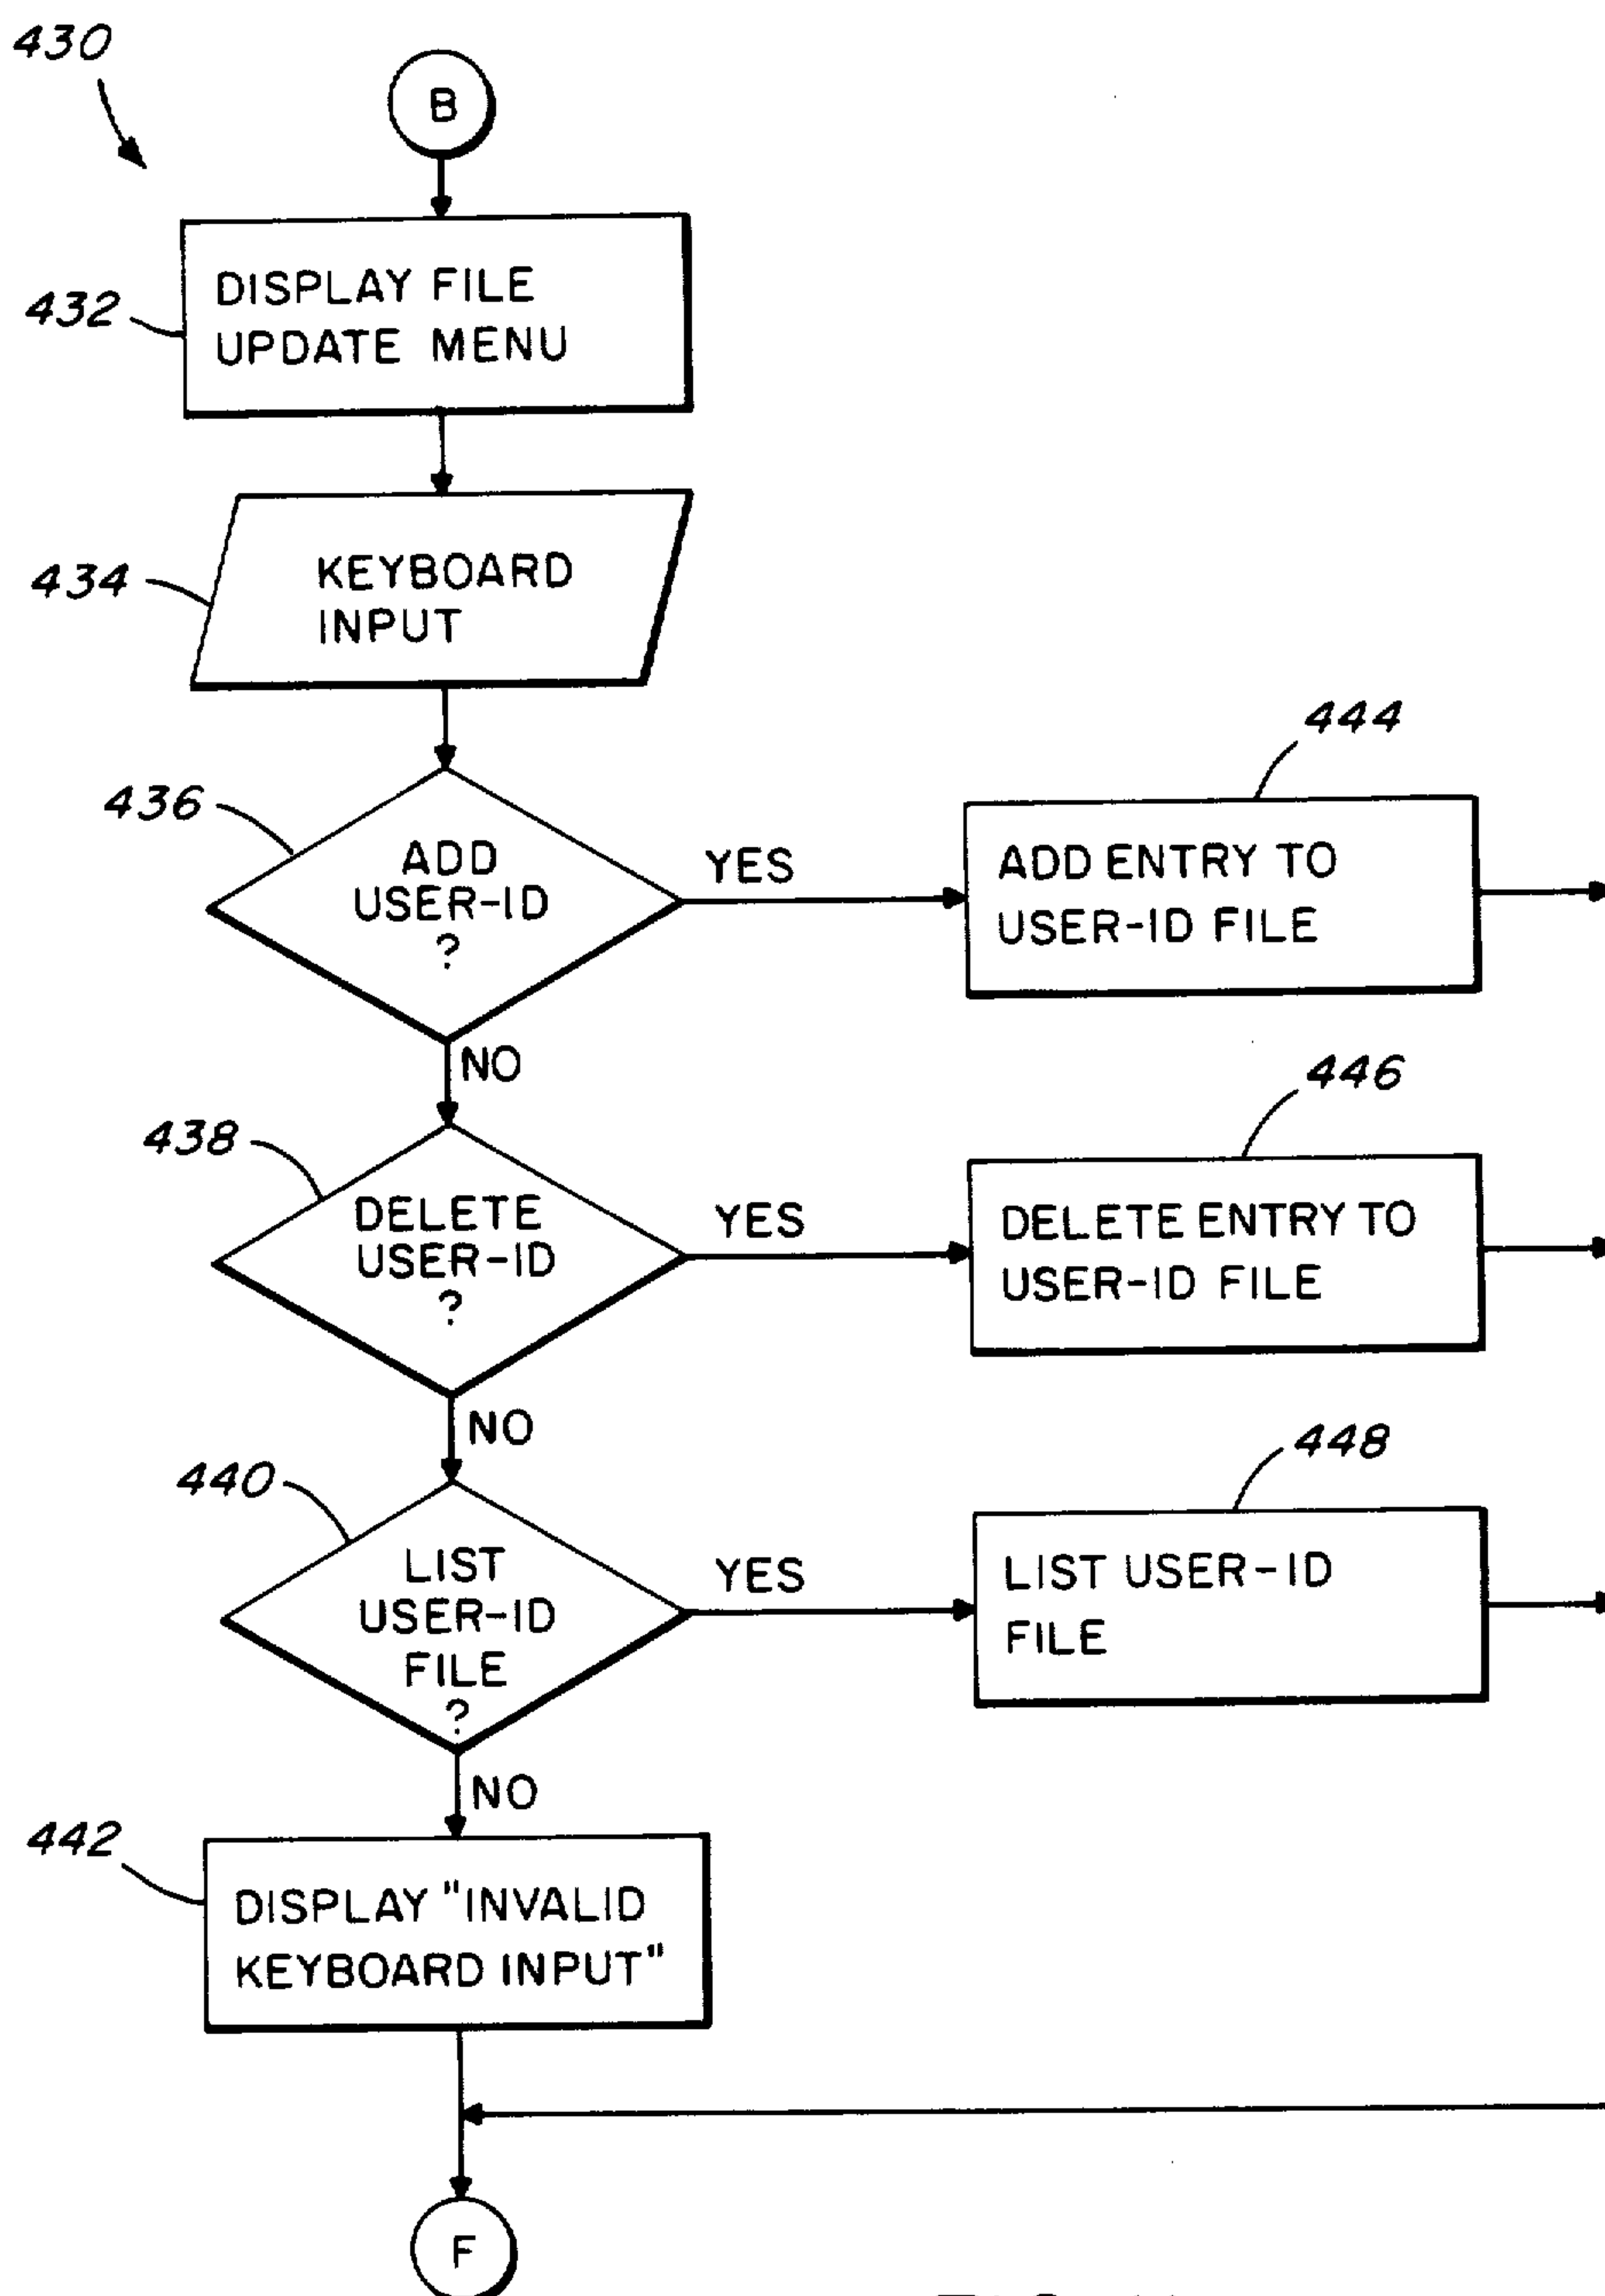 430
B
432
DISPLAY FILE
UPDATE MENU
434
KEYBOARD
INPUT
436
ADD
USER-ID
?
YES
444
ADD ENTRY TO
USER-ID FILE
NO
438
DELETE
USER-ID
?
YES
446
DELETE ENTRY TO
USER-ID FILE
NO
440
LIST
USER-ID
FILE
?
YES
448
LIST USER-ID
FILE
NO
442
DISPLAY "INVALID
KEYBOARD INPUT"
F